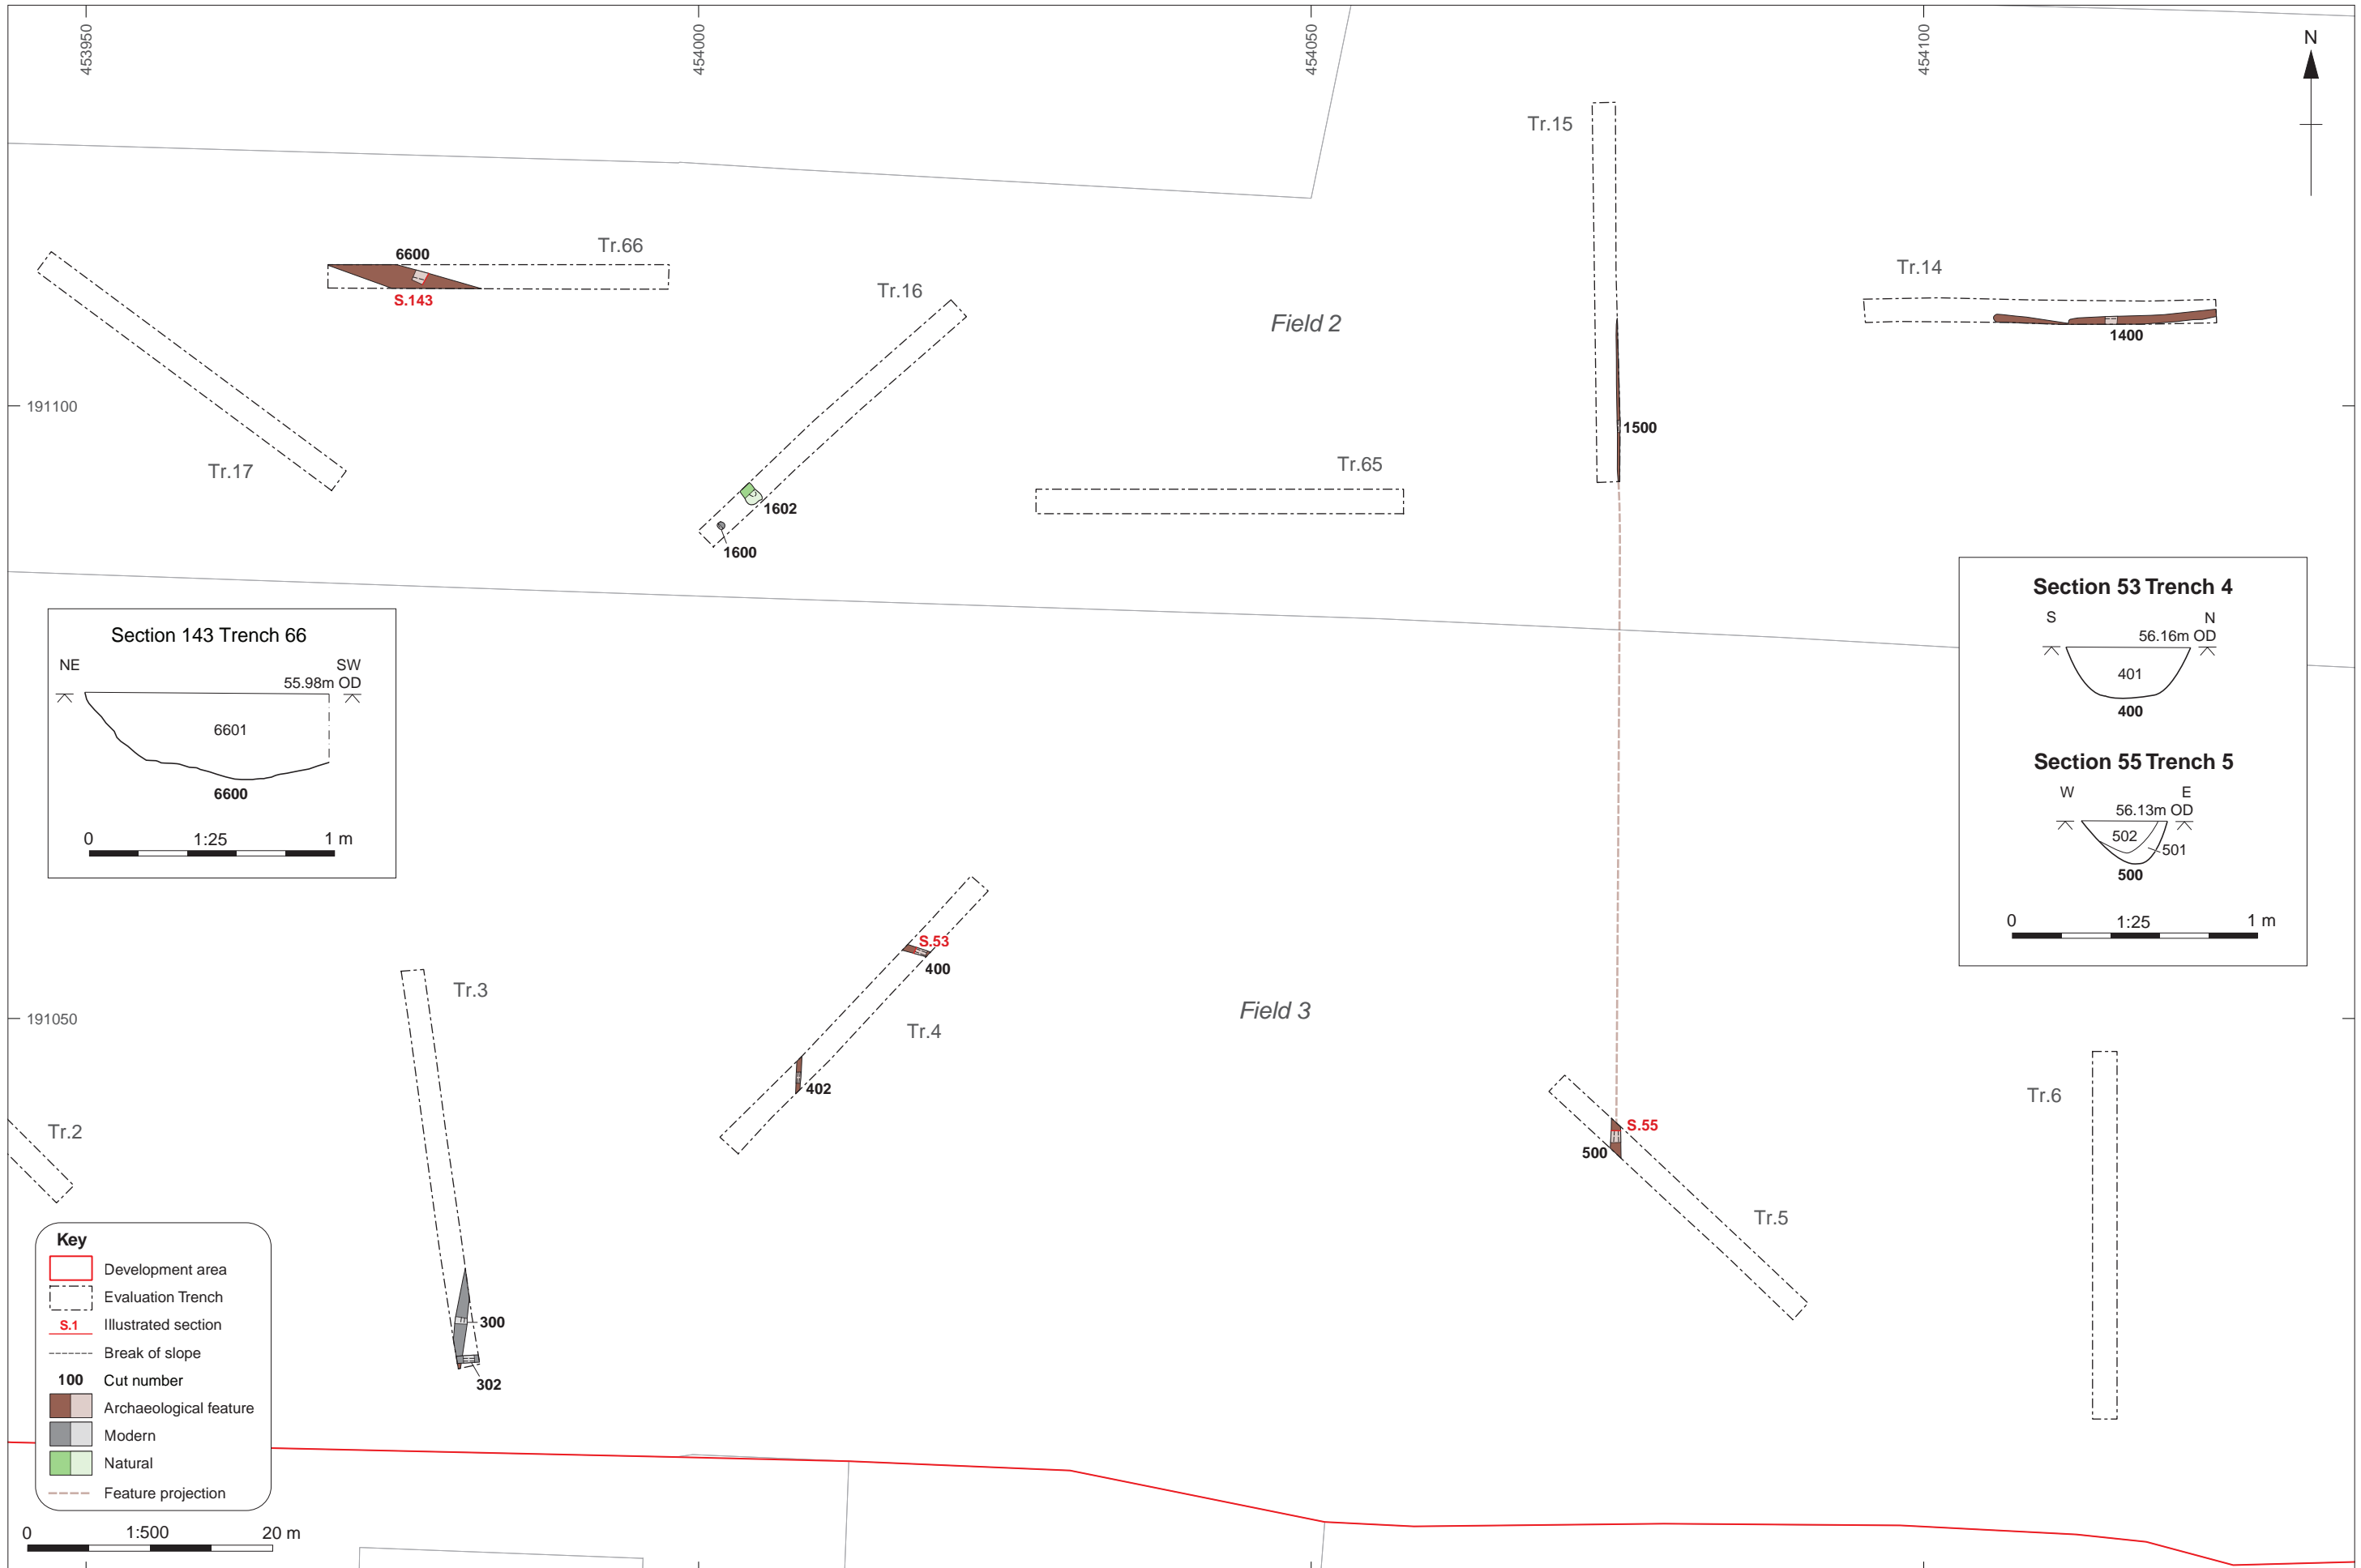 453950
454000
454050
454100
N
Tr.15
6600
Tr.66
S.143
Tr.16
Field 2
Tr.14
1400
191100
1500
Tr.17
Tr.65
1602
1600
Section 143 Trench 66
NE
SW
55.98m OD
6601
6600
0
1:25
1 m
Section 53 Trench 4
S
N
56.16m OD
401
400
Section 55 Trench 5
W
E
56.13m OD
502
501
500
0
1:25
1 m
S.53
400
Tr.3
191050
Field 3
Tr.4
402
Tr.6
Tr.2
S.55
500
Tr.5
300
302
Key
Development area
Evaluation Trench
S.1
Illustrated section
Break of slope
100
Cut number
Archaeological feature
Modern
Natural
Feature projection
0
1:500
20 m